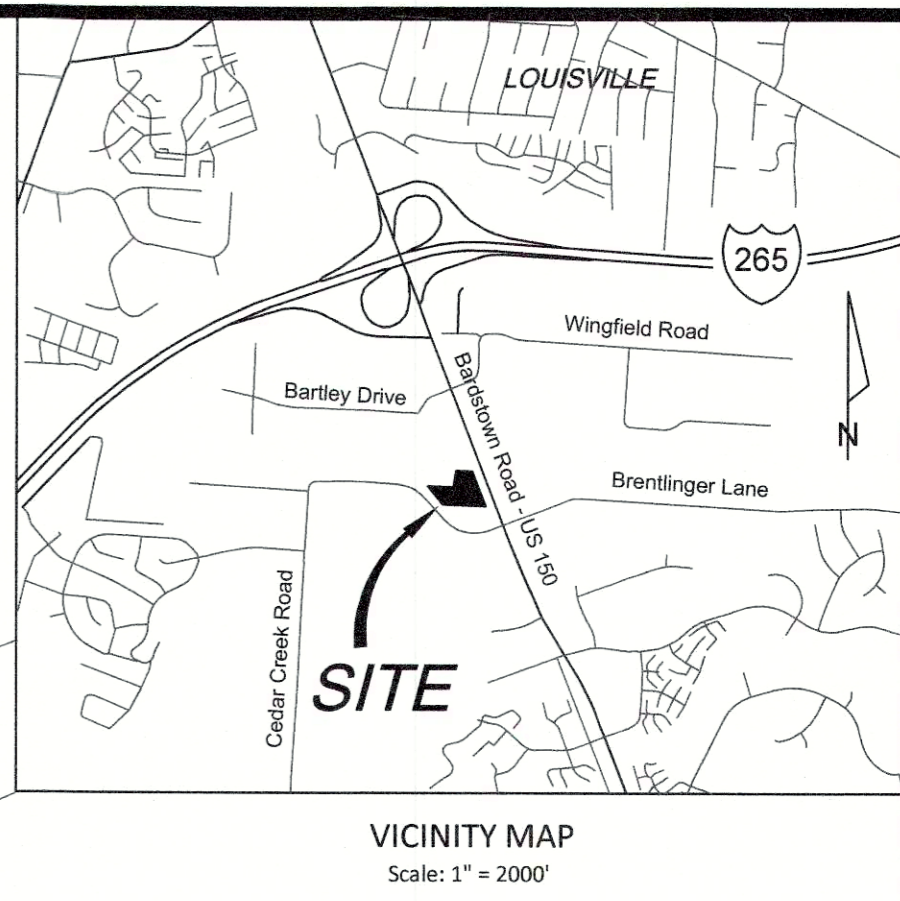 LOUISVILLE
265
Wingfield Road
Bartley Drive
Bardstown Road - US 150
N
Brentlinger Lane
Cedar Creek Road
SITE
VICINITY MAP
Scale: 1" = 2000'